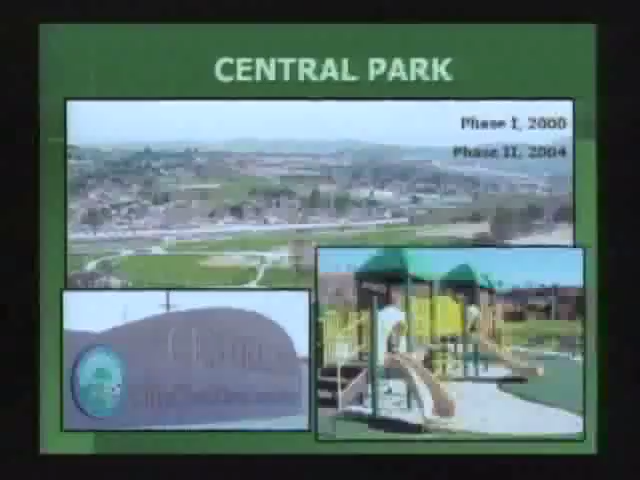 CENTRAL PARK
Phase I, 2000
Phase II, 2004